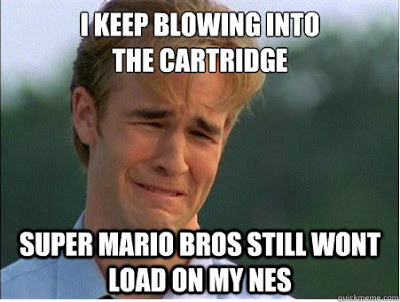 I KEEP BLOWING INTO
THE CARTRIDGE
SUPER MARIO BROS STILL WONT
LOAD ON MY NES
quickmeme.com